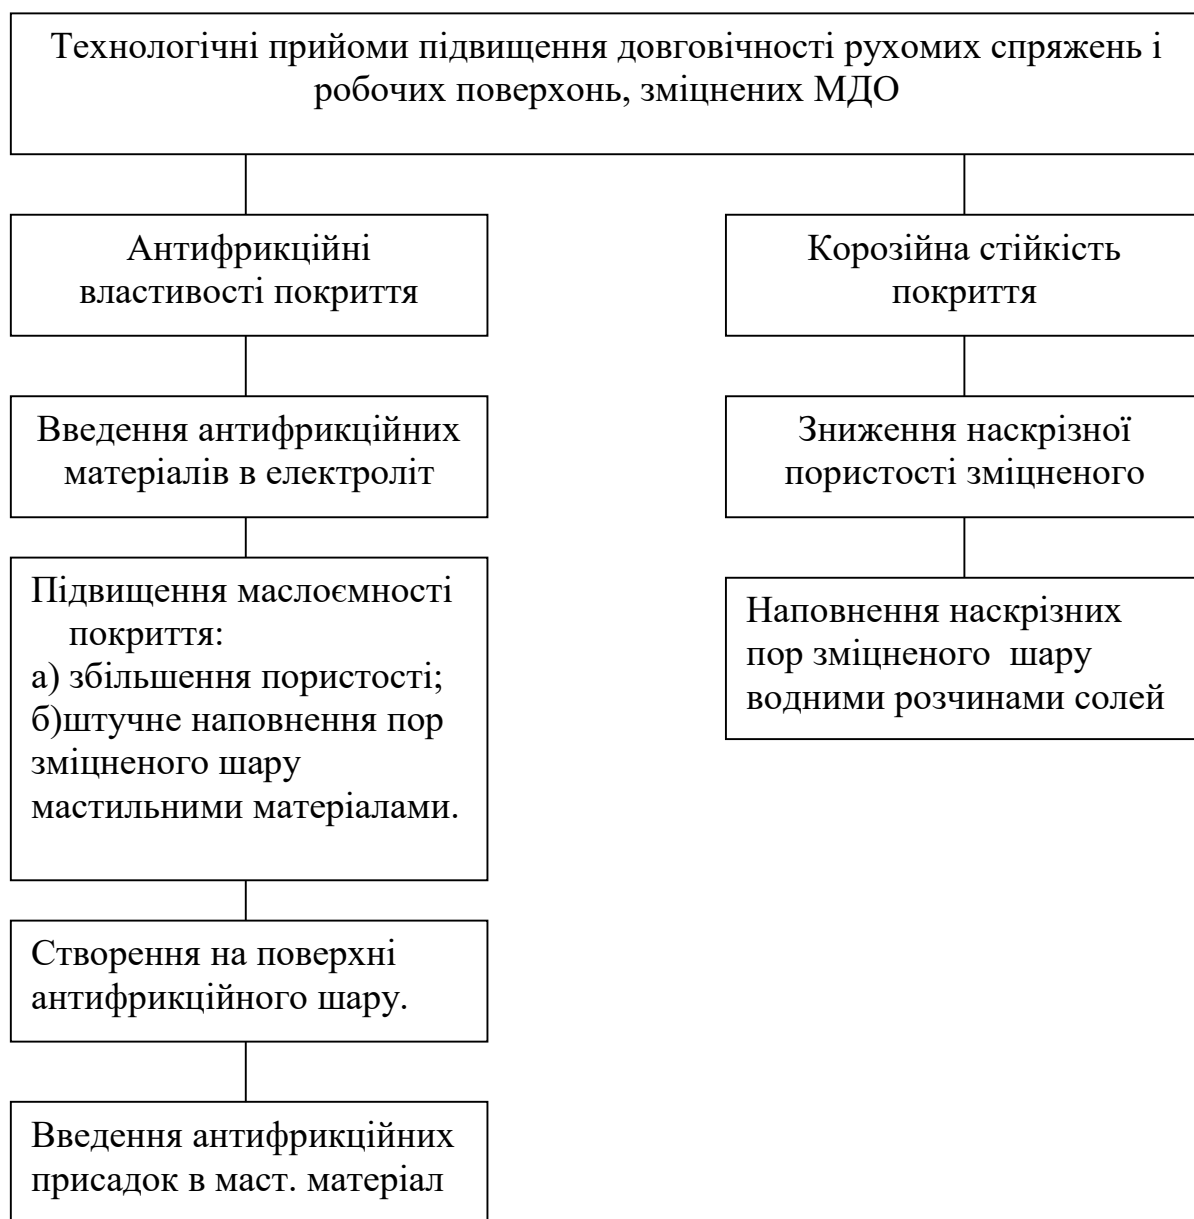 Технологічні прийоми підвищення довговічності рухомих спряжень і
робочих поверхонь, зміцнених МДО
Антифрикційні
властивості покриття
Введення антифрикційних
матеріалів в електроліт
Підвищення маслоємності
покриття:
а) збільшення пористості;
б)штучне наповнення пор
зміцненого шару
мастильними матеріалами.
Створення на поверхні
антифрикційного шару.
Введення антифрикційних
присадок в маст. матеріал
Корозійна стійкість
покриття
Зниження наскрізної
пористості зміцненого
Наповнення наскрізних
пор зміцненого шару
водними розчинами солей